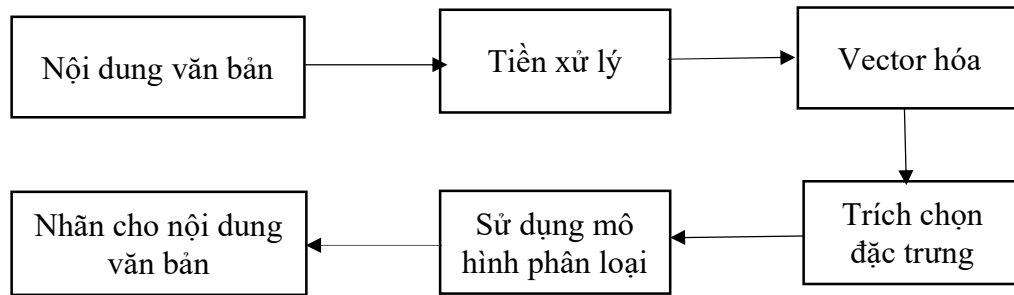 Nội dung văn bản
Tiền xử lý
Vector hóa
Trích chọn
đặc trưng
Sử dụng mô
hình phân loại
Nhãn cho nội dung
văn bản